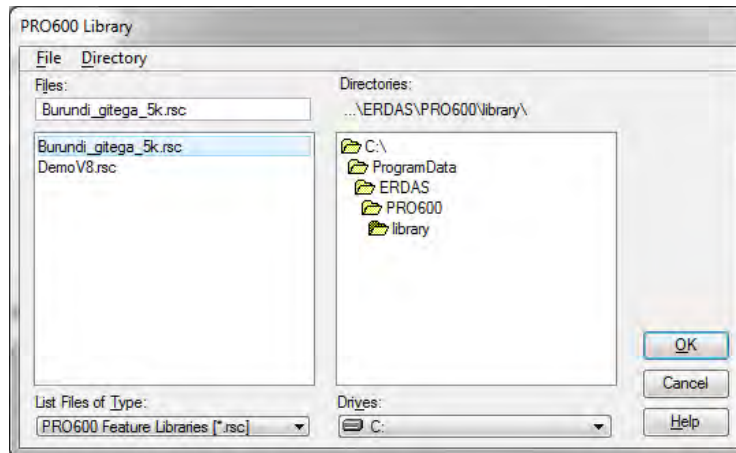 PRO600 Library
File Directory
Files:
Burundi_gitega_5k.rsc
Burundi_gitega_5k.rsc
DemoV8.rsc
List Files of Type:
PRO600 Feature Libraries [*.rsc]
Directories:
...\ERDAS\PRO600\library\
C:\
ProgramData
ERDAS
PRO600
library
Drives:
C:
OK
Cancel
Help